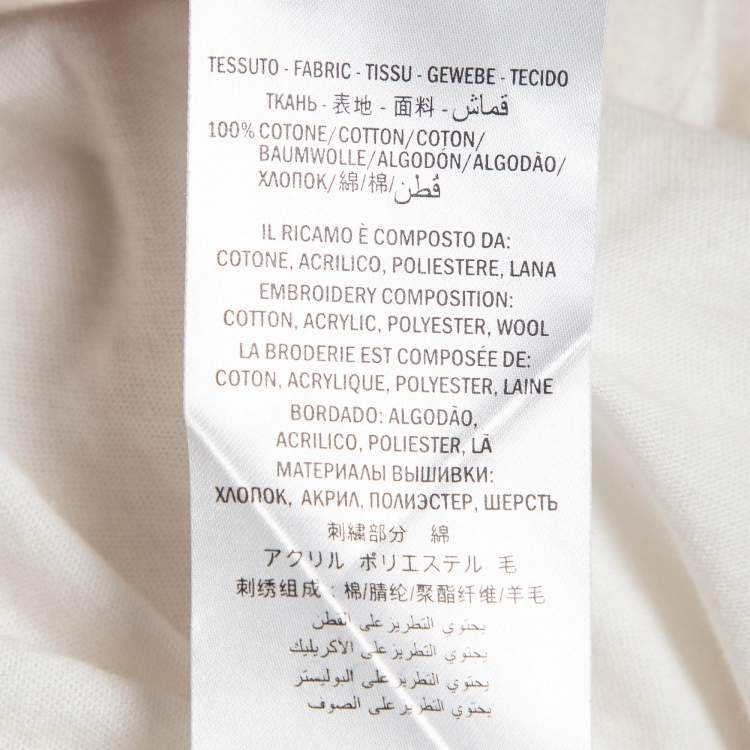 TESSUTO - FABRIC - TISSU - GEWEBE - TECIDO
ТКАНЬ - 表地 - 面料 - قماش
100% COTONE/COTTON/COTON/
BAUMWOLLE/ALGODÓN/ALGODÃO/
ХЛОПОК/綿/棉/قُطن
IL RICAMO È COMPOSTO DA:
COTONE, ACRILICO, POLIESTERE, LANA
EMBROIDERY COMPOSITION:
COTTON, ACRYLIC, POLYESTER, WOOL
LA BRODERIE EST COMPOSÉE DE:
COTON, ACRYLIQUE, POLYESTER, LAINE
BORDADO: ALGODÃO,
ACRILICO, POLIESTER, LÃ
МАТЕРИАЛЫ ВЫШИВКИ:
ХЛОПОК, АКРИЛ, ПОЛИЭСТЕР, ШЕРСТЬ
刺繍部分 綿
アクリル ポリエステル 毛
刺绣组成 : 棉/腈纶/聚酯纤维/羊毛
يحتوي التطريز على القطن
يحتوي التطريز على الاكريليك
يحتوي التطريز على البوليستر
يحتوي التطريز على الصوف